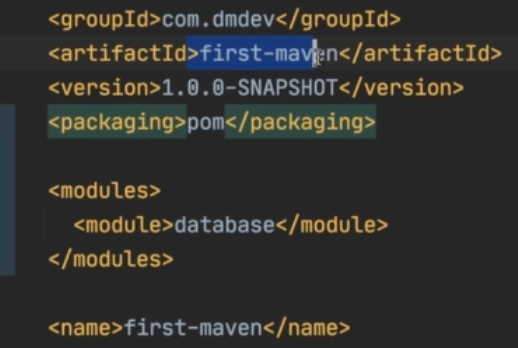 <groupId>com.dmdev</groupId>
<artifactId>first-maven</artifactId>
<version>1.0.0-SNAPSHOT</version>
<packaging>pom</packaging>
<modules>
<module>database</module>
</modules>
<name>first-maven</name>